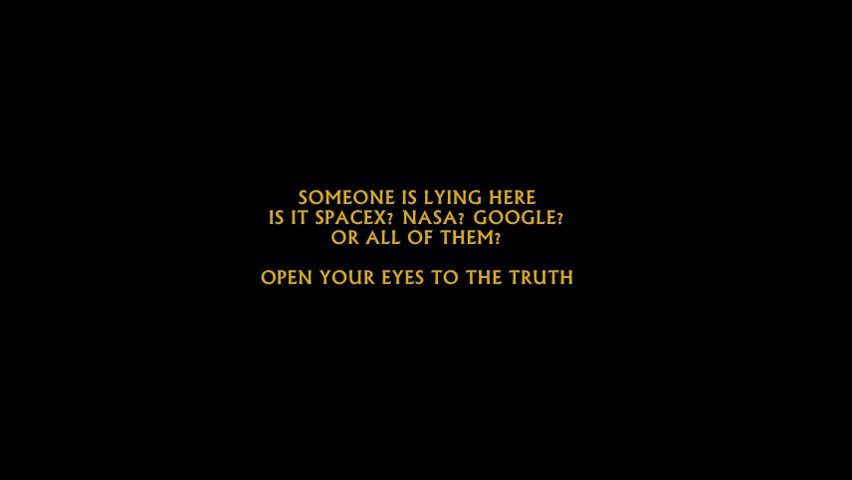 SOMEONE IS LYING HERE
IS IT SPACEX? NASA? GOOGLE?
OR ALL OF THEM?
OPEN YOUR EYES TO THE TRUTH